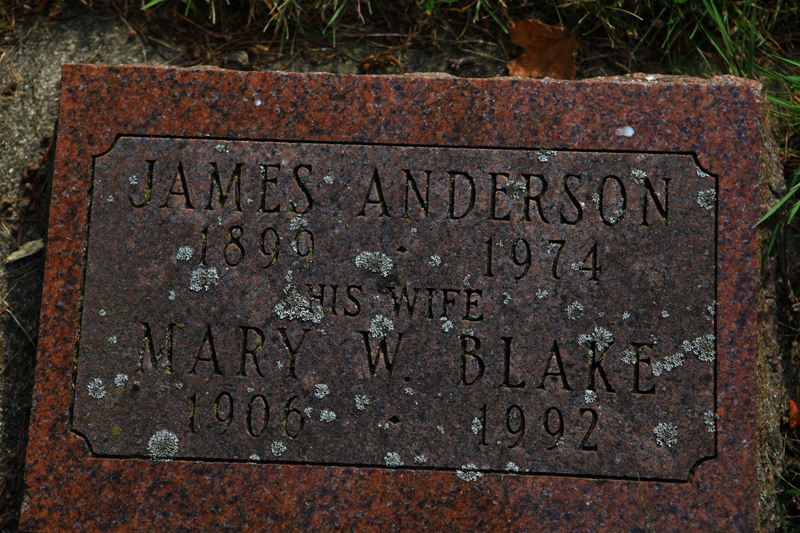 JAMES ANDERSON
1899 · 1974
HIS WIFE
MARY W. BLAKE
1906 · 1992